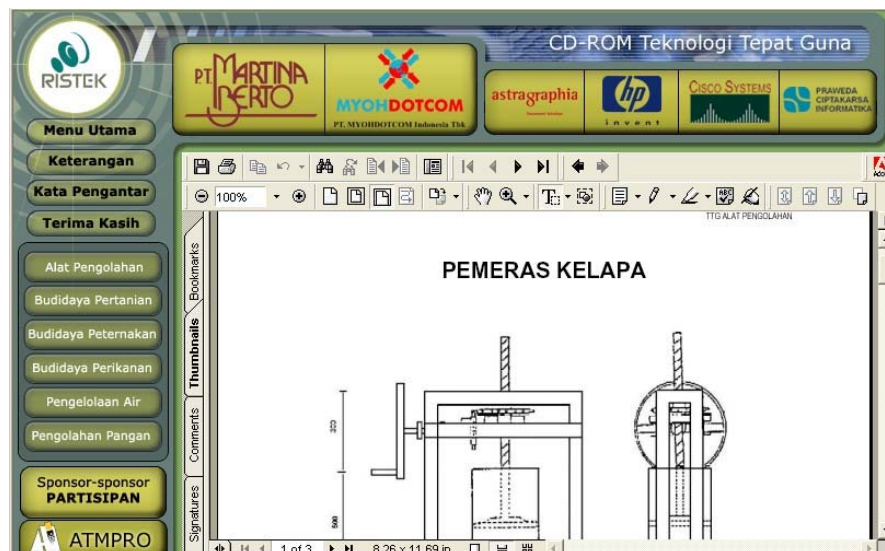 CD-ROM Teknologi Tepat Guna
RISTEK
PT. MARTINA
BERTO
MYOHDOTCOM
PT. MYOHDOTCOM Indonesia Tbk
astragraphia
hp
invent
CISCO SYSTEMS
PRAWEDA
CIPTAKARSA
INFORMATIKA
Menu Utama
Keterangan
Kata Pengantar
Terima Kasih
Alat Pengolahan
Budidaya Pertanian
Budidaya Peternakan
Budidaya Perikanan
Pengelolaan Air
Pengolahan Pangan
Sponsor-sponsor
PARTISIPAN
ATMPRO
100%
Bookmarks
Thumbnails
Comments
Signatures
TTG ALAT PENGOLAHAN
PEMERAS KELAPA
1 of 3
8.26 x 11.69 in